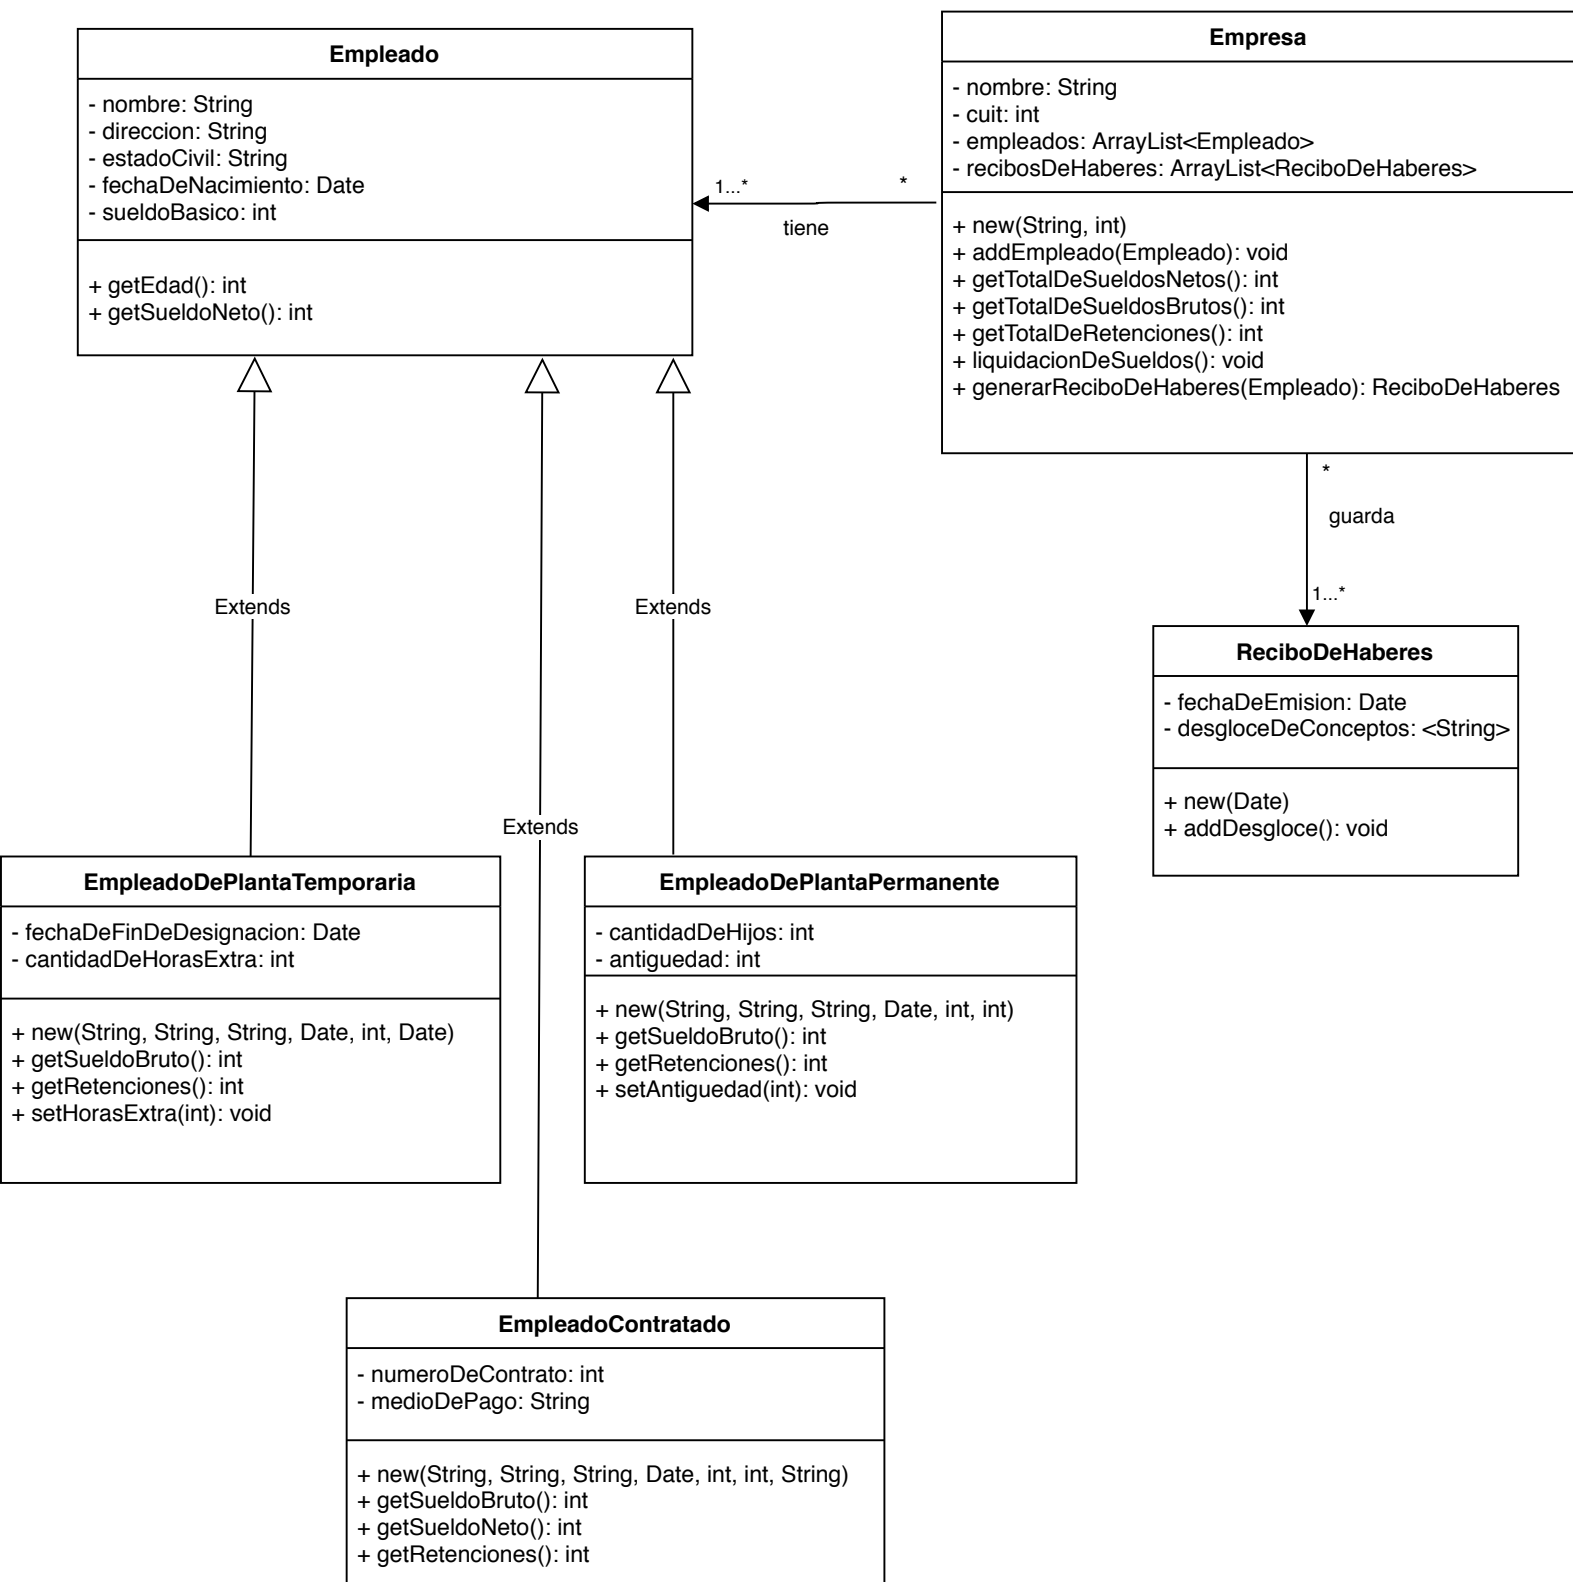 Empleado
- nombre: String
- direccion: String
- estadoCivil: String
- fechaDeNacimiento: Date
- sueldoBasico: int
+ getEdad(): int
+ getSueldoNeto(): int
Empresa
- nombre: String
- cuit: int
- empleados: ArrayList<Empleado>
- recibosDeHaberes: ArrayList<ReciboDeHaberes>
+ new(String, int)
+ addEmpleado(Empleado): void
+ getTotalDeSueldosNetos(): int
+ getTotalDeSueldosBrutos(): int
+ getTotalDeRetenciones(): int
+ liquidacionDeSueldos(): void
+ generarReciboDeHaberes(Empleado): ReciboDeHaberes
1...*
*
tiene
*
guarda
1...*
Extends
Extends
Extends
ReciboDeHaberes
- fechaDeEmision: Date
- desgloceDeConceptos: <String>
+ new(Date)
+ addDesgloce(): void
EmpleadoDePlantaTemporaria
- fechaDeFinDeDesignacion: Date
- cantidadDeHorasExtra: int
+ new(String, String, String, Date, int, Date)
+ getSueldoBruto(): int
+ getRetenciones(): int
+ setHorasExtra(int): void
EmpleadoDePlantaPermanente
- cantidadDeHijos: int
- antiguedad: int
+ new(String, String, String, Date, int, int)
+ getSueldoBruto(): int
+ getRetenciones(): int
+ setAntiguedad(int): void
EmpleadoContratado
- numeroDeContrato: int
- medioDePago: String
+ new(String, String, String, Date, int, int, String)
+ getSueldoBruto(): int
+ getSueldoNeto(): int
+ getRetenciones(): int